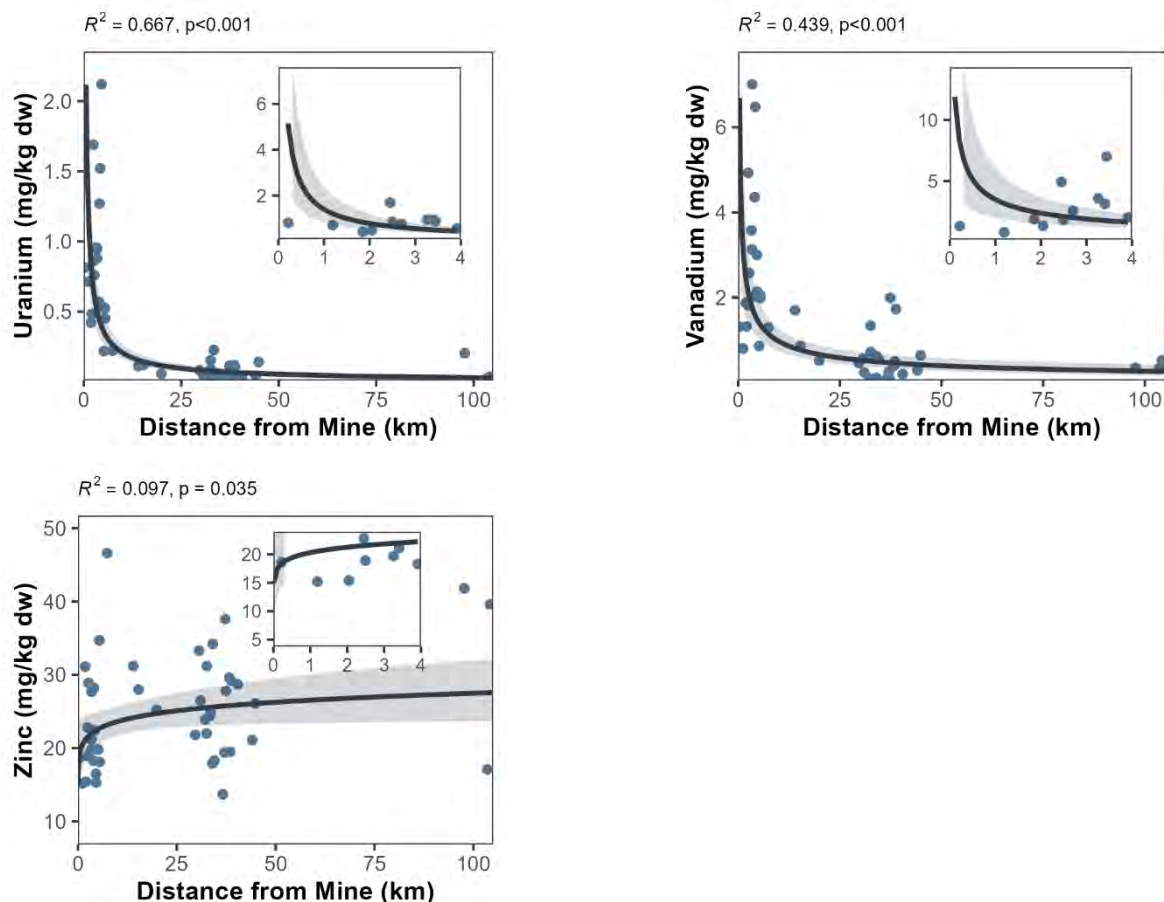 R² = 0.667, p<0.001
Uranium (mg/kg dw)
2.0
1.5
1.0
0.5
6
4
2
0 1 2 3 4
0 25 50 75 100
Distance from Mine (km)
R² = 0.439, p<0.001
Vanadium (mg/kg dw)
6
4
2
10
5
0 1 2 3 4
0 25 50 75 100
Distance from Mine (km)
R² = 0.097, p = 0.035
Zinc (mg/kg dw)
50
40
30
20
10
20
15
10
5
0 1 2 3 4
0 25 50 75 100
Distance from Mine (km)